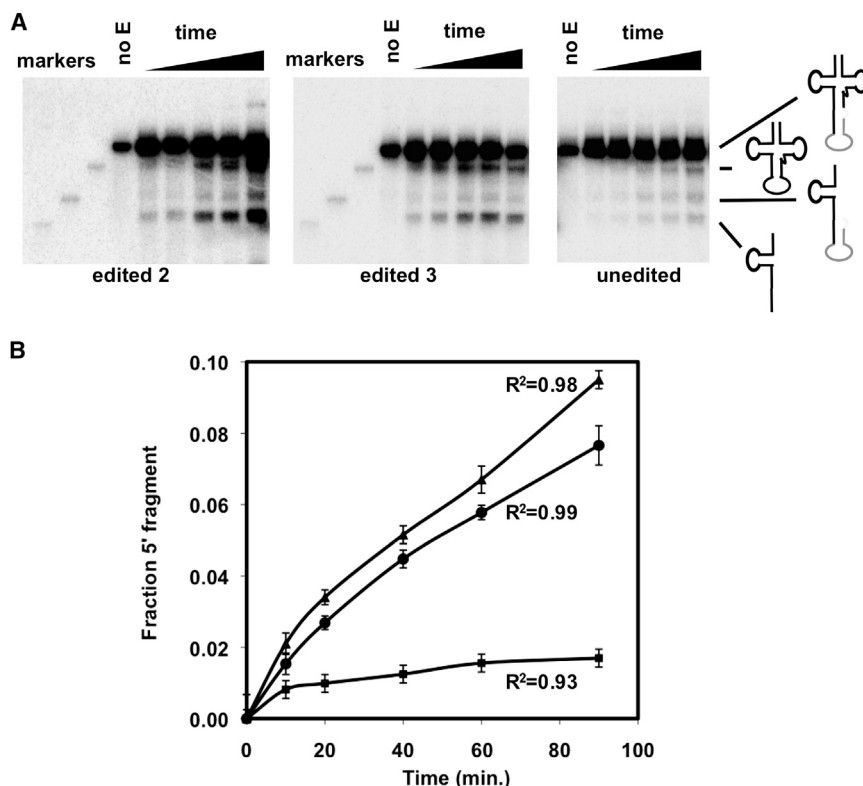 A
markers no E time
markers no E time
no E time
edited 2
edited 3
unedited
B
Fraction 5' fragment
0.10
0.08
0.06
0.04
0.02
0.00
R²=0.98
R²=0.99
R²=0.93
0 20 40 60 80 100
Time (min.)